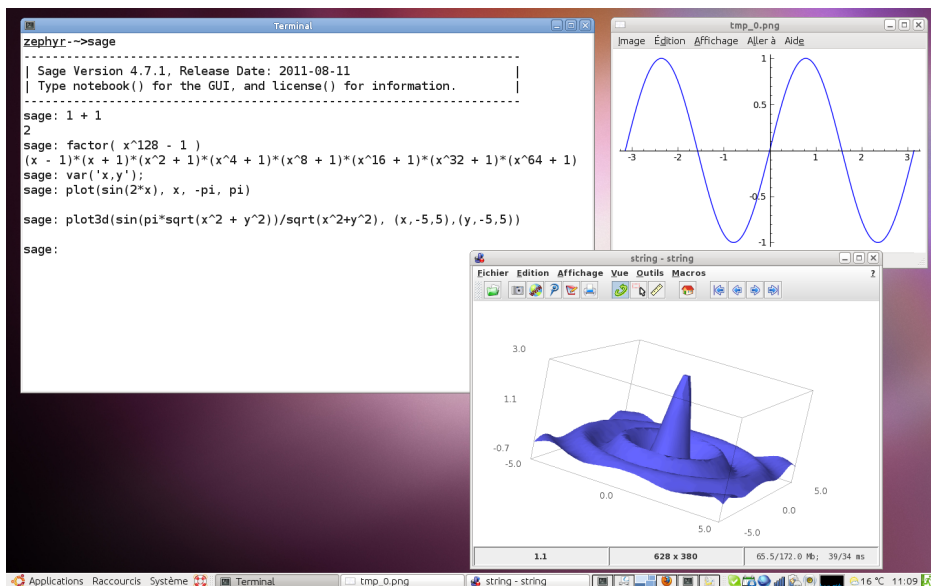 Terminal
zephyr-~>sage
----------------------------------------------------------------------
| Sage Version 4.7.1, Release Date: 2011-08-11                       |
| Type notebook() for the GUI, and license() for information.        |
----------------------------------------------------------------------
sage: 1 + 1
2
sage: factor( x^128 - 1 )
(x - 1)*(x + 1)*(x^2 + 1)*(x^4 + 1)*(x^8 + 1)*(x^16 + 1)*(x^32 + 1)*(x^64 + 1)
sage: var('x,y');
sage: plot(sin(2*x), x, -pi, pi)
sage: plot3d(sin(pi*sqrt(x^2 + y^2))/sqrt(x^2+y^2), (x,-5,5),(y,-5,5))
sage:
tmp_0.png
Image Édition Affichage Aller à Aide
1
0.5
-3 -2 -1 1 2 3
-0.5
-1
string - string
Fichier Edition Affichage Vue Outils Macros ?
3.0
1.1
-0.7
-5.0
0.0
5.0
5.0
0.0
-5.0
1.1 628 x 380 65.5/172.0 Mb; 39/34 ms
Applications Raccourcis Système Terminal tmp_0.png string - string 16 °C 11:09